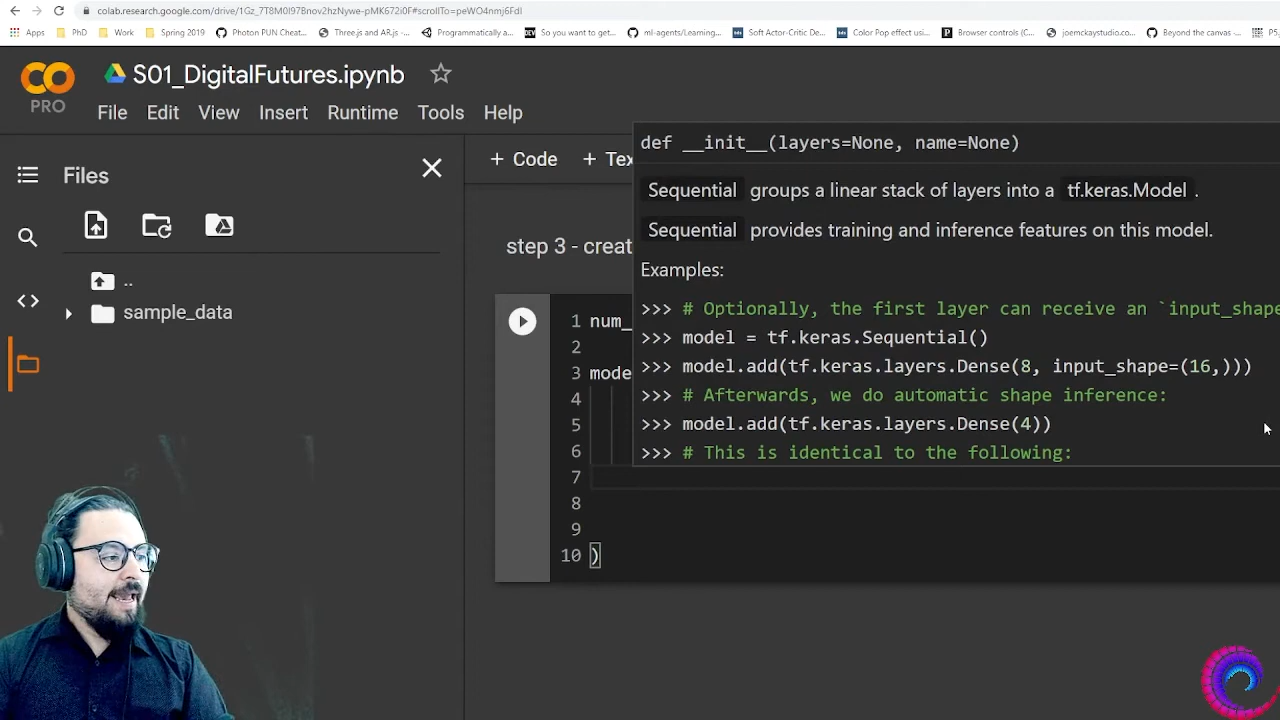 colab.research.google.com/drive/1Gz_7T8M0I97Bnov2hzNywe-pMK672i0F#scrollTo=peWO4nmj6FdI
Apps PhD Work Spring 2019 Photon PUN Cheat... Three.js and AR.js -... Programmatically a... So you want to get... ml-agents/Learning... Soft Actor-Critic De... Color Pop effect usi... Browser controls (C... joemckaystudio.co... Beyond the canvas -...
S01_DigitalFutures.ipynb
PRO
File Edit View Insert Runtime Tools Help
Files
..
sample_data
+ Code + Tex
step 3 - creat
1 num_
2
3 mode
4
5
6
7
8
9
10 )
def __init__(layers=None, name=None)
Sequential groups a linear stack of layers into a tf.keras.Model .
Sequential provides training and inference features on this model.
Examples:
>>> # Optionally, the first layer can receive an `input_shape
>>> model = tf.keras.Sequential()
>>> model.add(tf.keras.layers.Dense(8, input_shape=(16,)))
>>> # Afterwards, we do automatic shape inference:
>>> model.add(tf.keras.layers.Dense(4))
>>> # This is identical to the following: